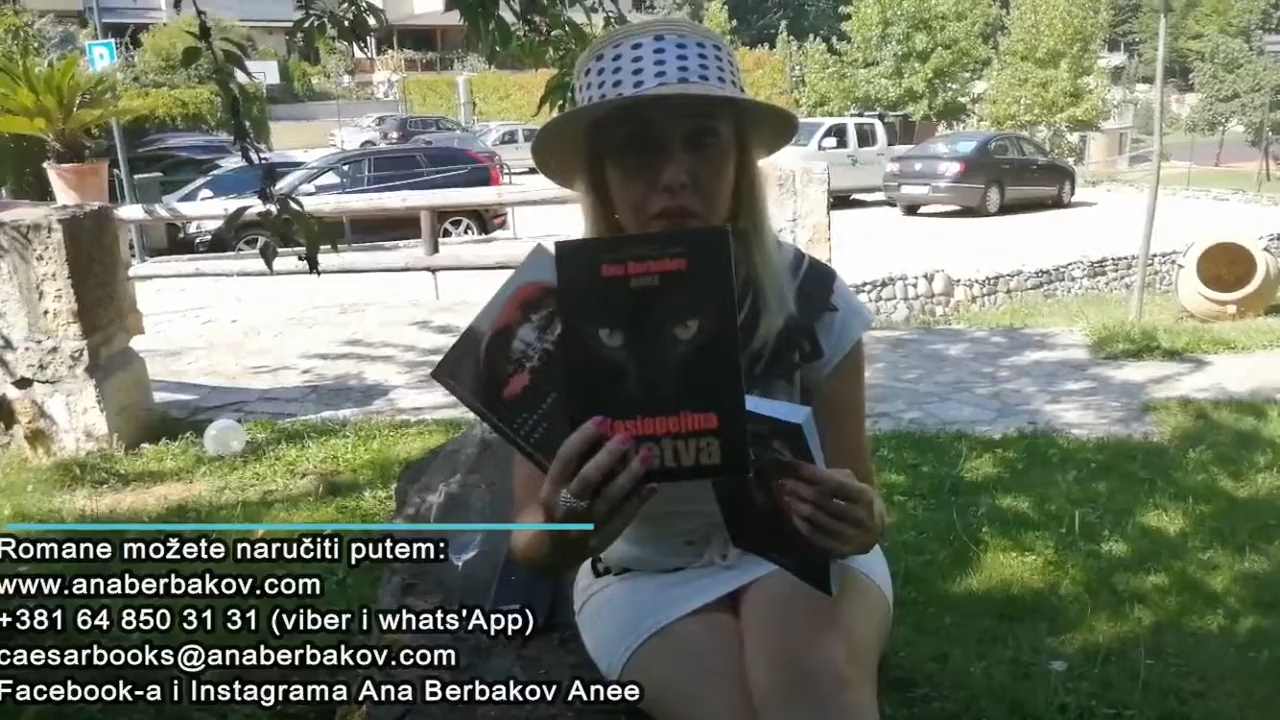 Ana Berbakov
Kasiopejina
Romane možete naručiti putem:
www.anaberbakov.com
+381 64 850 31 31 (viber i whats'App)
caesarbooks@anaberbakov.com
Facebook-a i Instagrama Ana Berbakov Anee